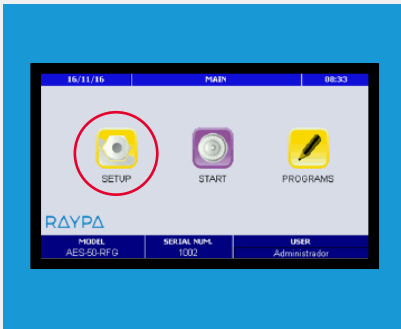 16/11/16 MAIN 08:33
SETUP START PROGRAMS
RAYPA
MODEL SERIAL NUM. USER
AES-50-RFG 1002 Administrador